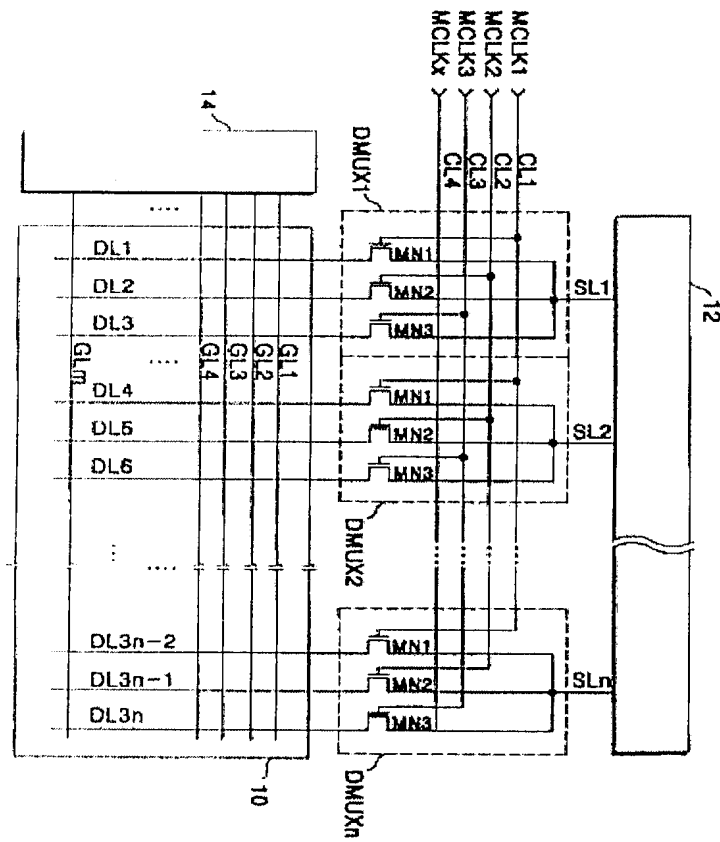 MCLK1
MCLK2
MCLK3
MCLKx
CL1
CL2
CL3
CL4
14
12
DMUX1
DL1
MN1
DL2
MN2
SL1
DL3
MN3
GLm
....
GL4
GL3
GL2
GL1
DL4
MN1
DL5
MN2
SL2
DL6
MN3
DMUX2
DL3n-2
MN1
DL3n-1
MN2
SLn
DL3n
MN3
10
DMUXn